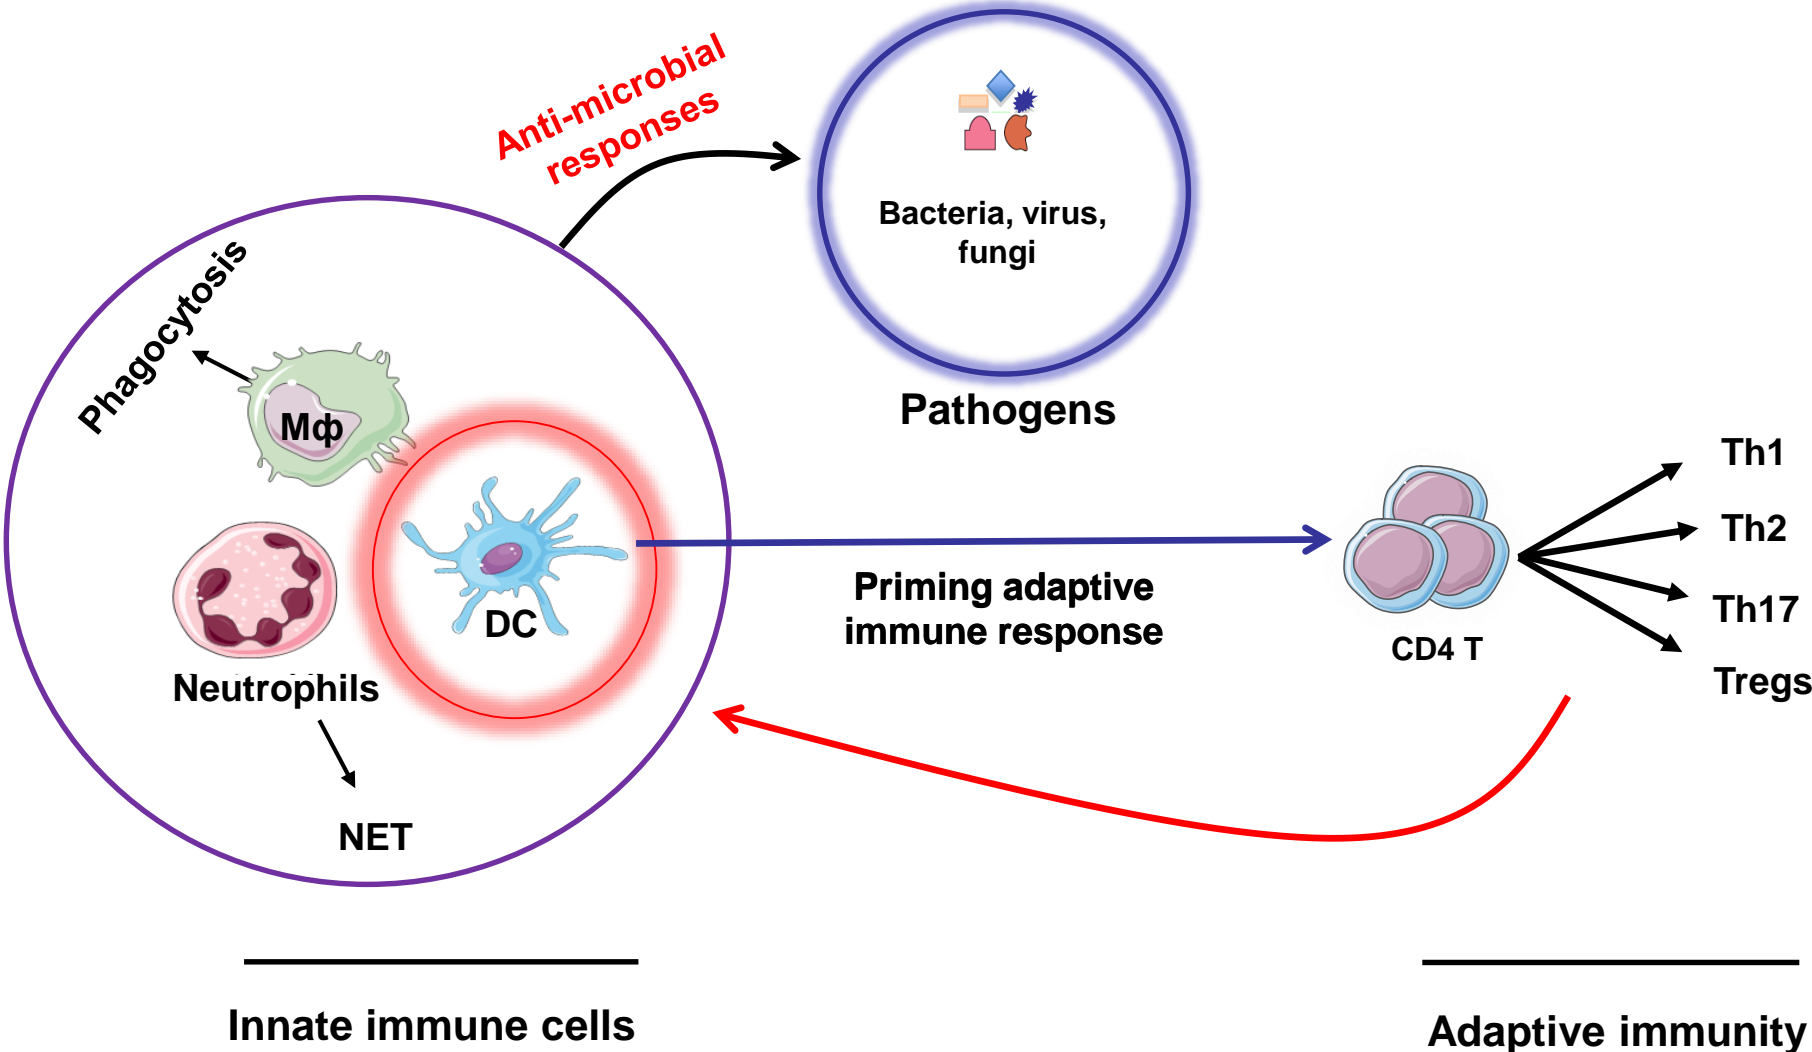 Anti-microbial
responses
Bacteria, virus,
fungi
Pathogens
Phagocytosis
Мф
DC
Neutrophils
NET
Priming adaptive
immune response
CD4 T
Th1
Th2
Th17
Tregs
Innate immune cells
Adaptive immunity